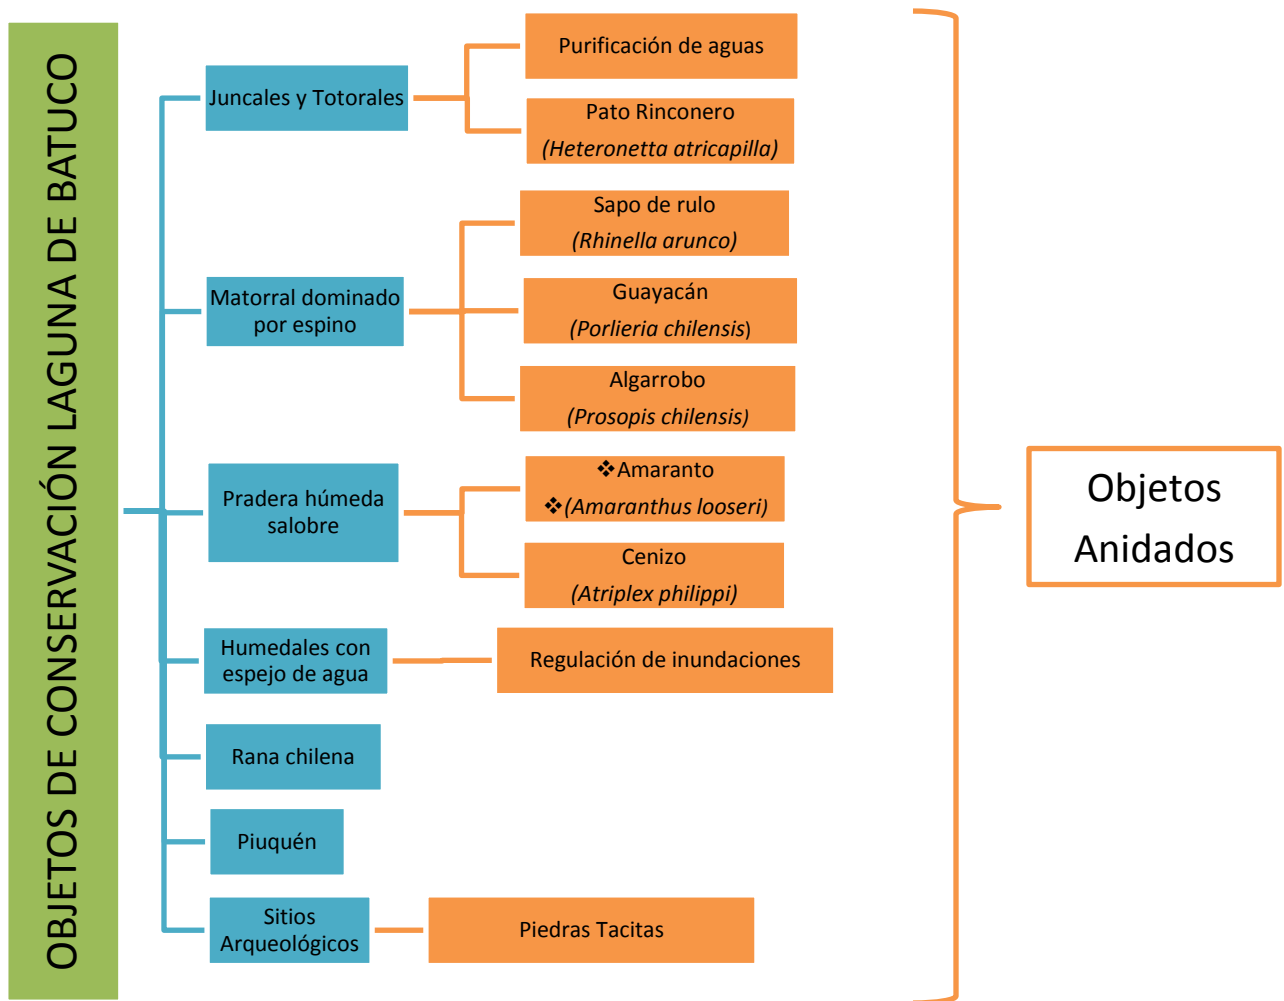 OBJETOS DE CONSERVACIÓN LAGUNA DE BATUCO
Juncales y Totorales
Purificación de aguas
Pato Rinconero
(Heteronetta atricapilla)
Matorral dominado
por espino
Sapo de rulo
(Rhinella arunco)
Guayacán
(Porlieria chilensis)
Algarrobo
(Prosopis chilensis)
Pradera húmeda
salobre
❖Amaranto
❖(Amaranthus looseri)
Cenizo
(Atriplex philippi)
Humedales con
espejo de agua
Regulación de inundaciones
Rana chilena
Piuquén
Sitios
Arqueológicos
Piedras Tacitas
Objetos
Anidados